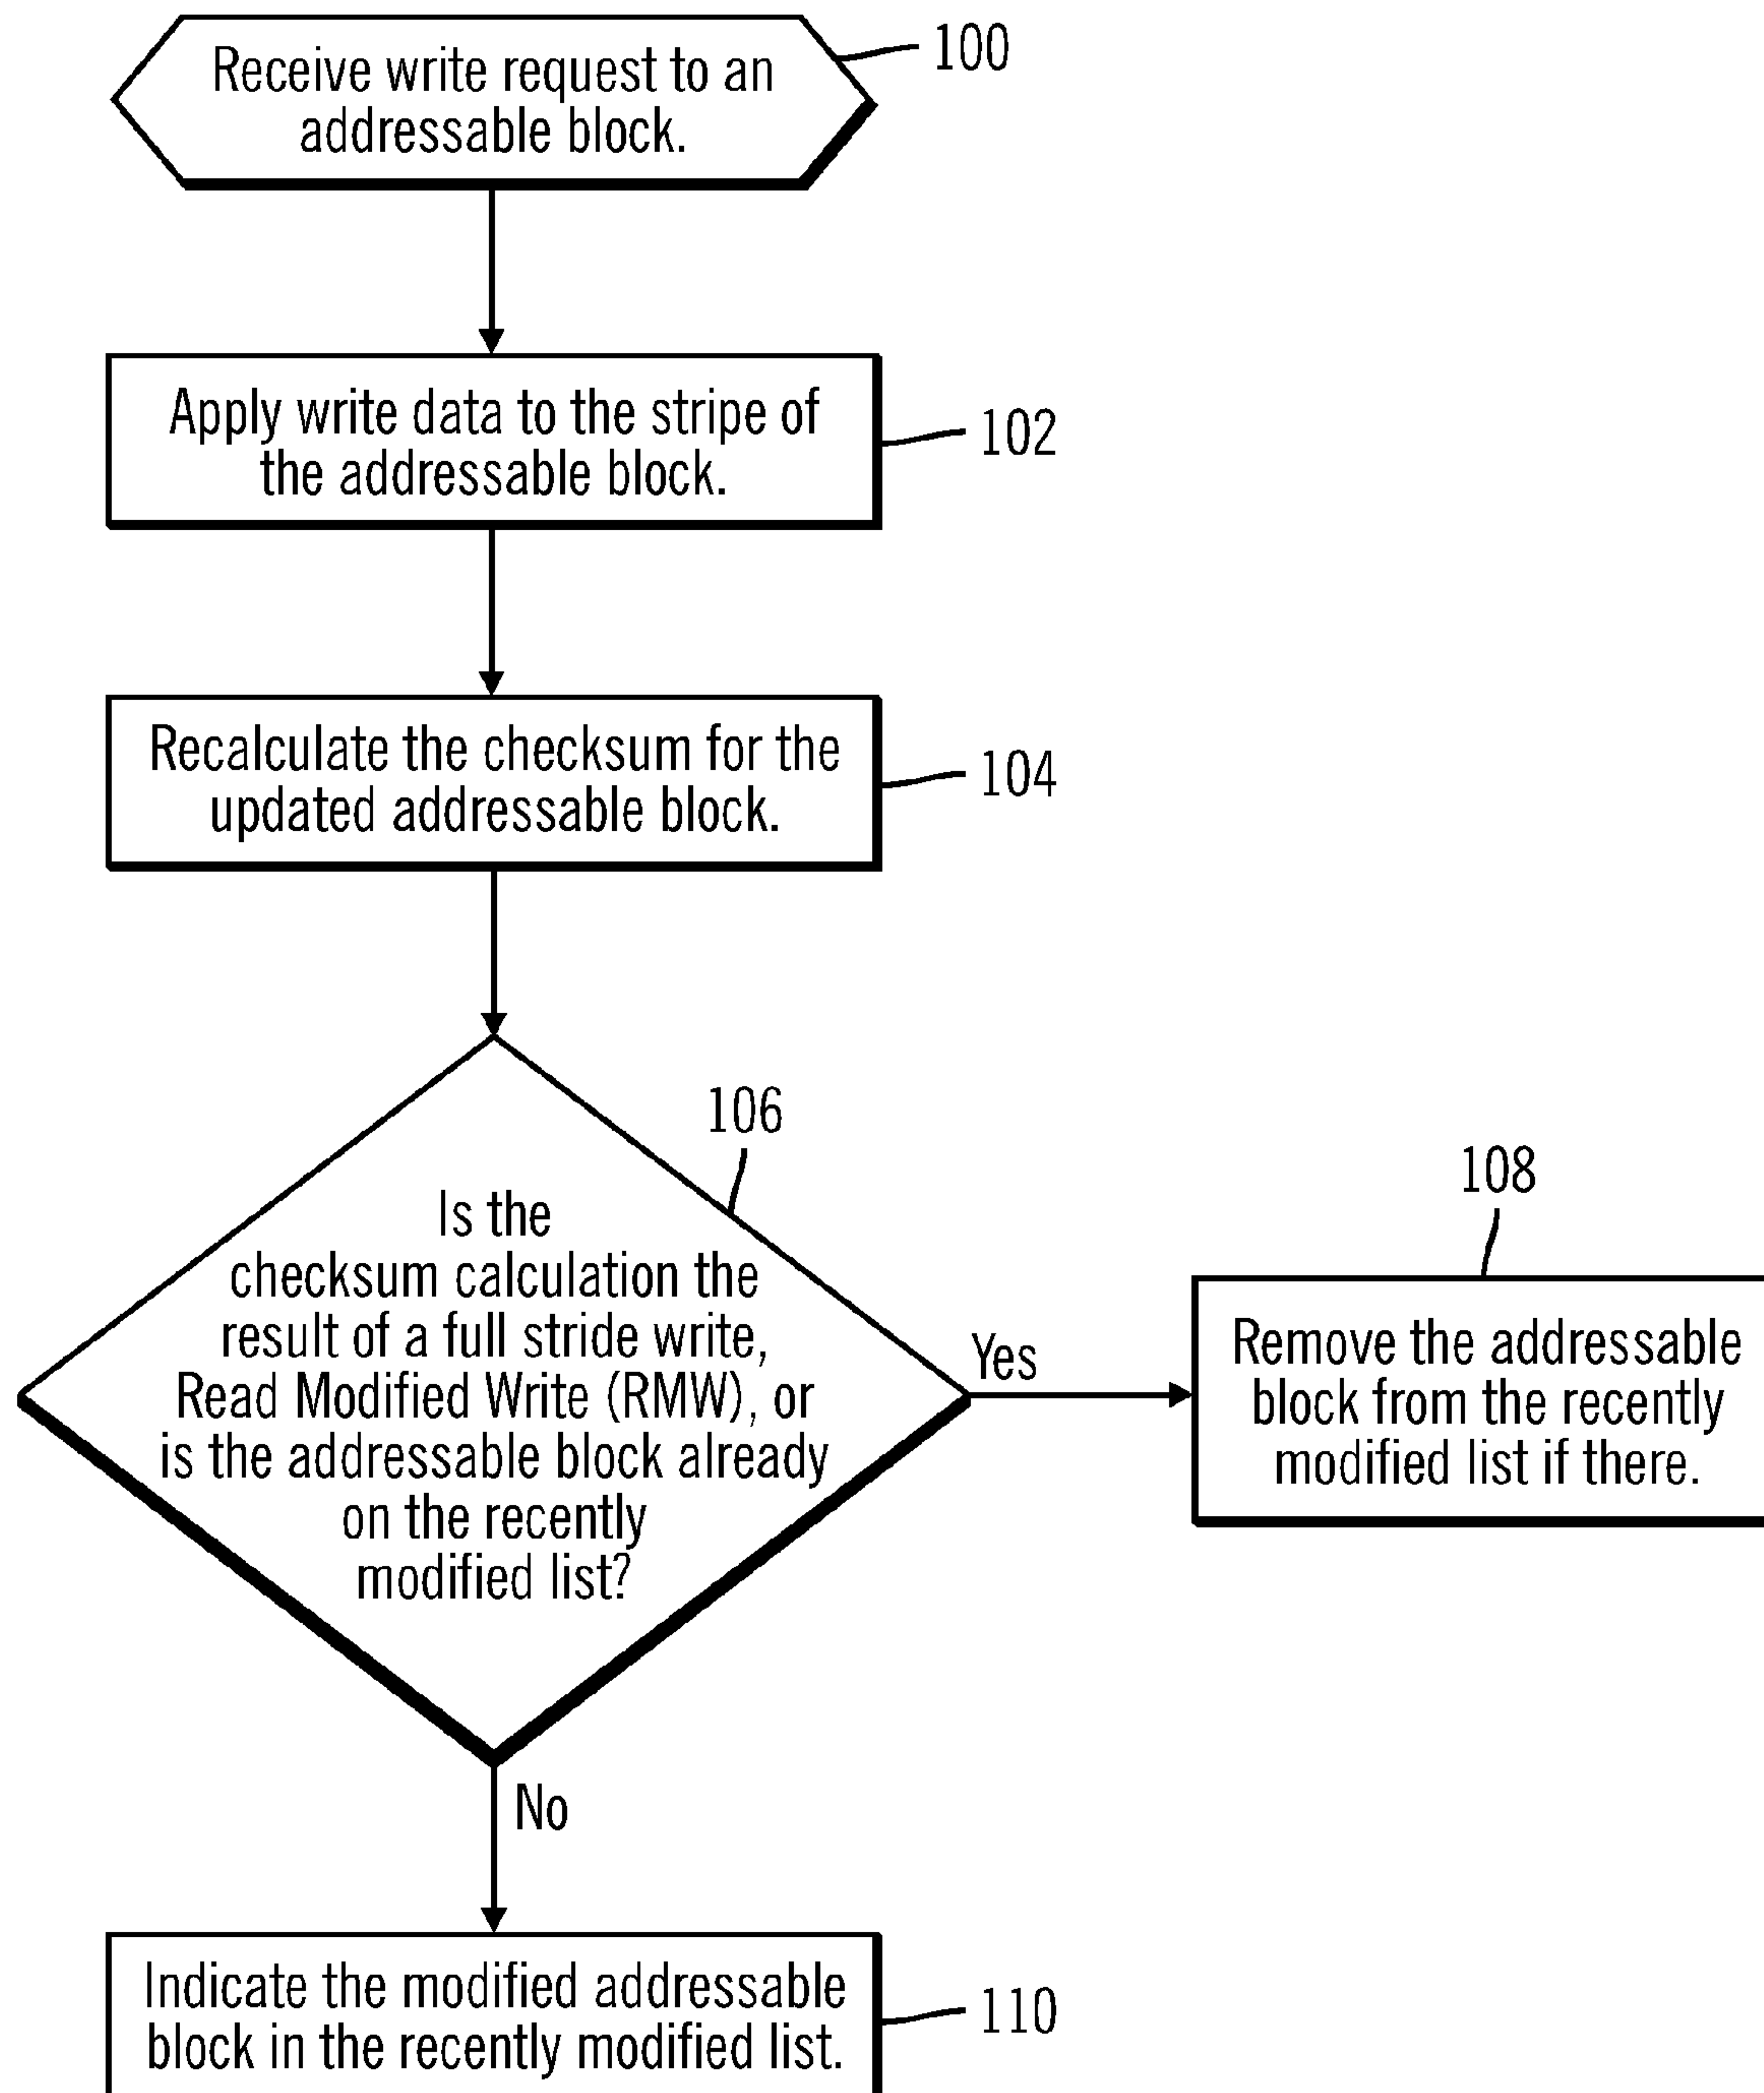 Receive write request to an
addressable block.
100
Apply write data to the stripe of
the addressable block.
102
Recalculate the checksum for the
updated addressable block.
104
106
Is the
checksum calculation the
result of a full stride write,
Read Modified Write (RMW), or
is the addressable block already
on the recently
modified list?
Yes
108
Remove the addressable
block from the recently
modified list if there.
No
Indicate the modified addressable
block in the recently modified list.
110